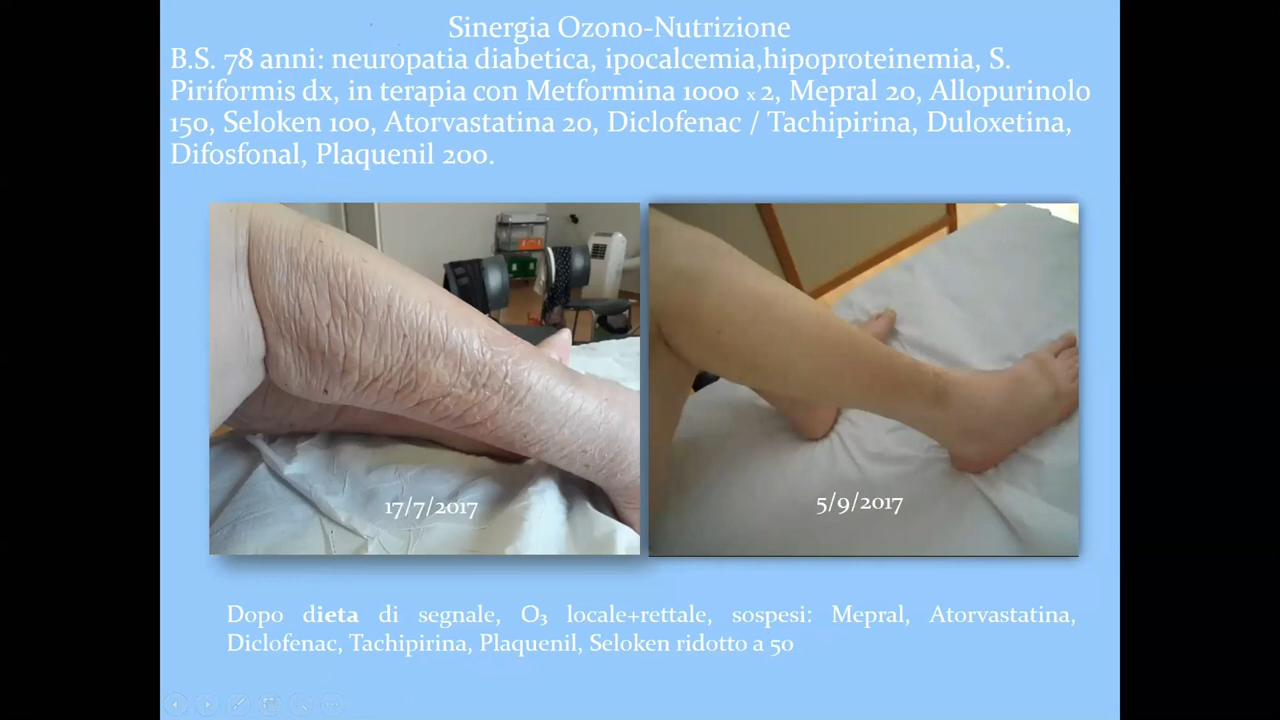 Sinergia Ozono-Nutrizione
B.S. 78 anni: neuropatia diabetica, ipocalcemia,hipoproteinemia, S.
Piriformis dx, in terapia con Metformina 1000 x 2, Mepral 20, Allopurinolo
150, Seloken 100, Atorvastatina 20, Diclofenac / Tachipirina, Duloxetina,
Difosfonal, Plaquenil 200.
17/7/2017
5/9/2017
Dopo dieta di segnale, O3 locale+rettale, sospesi: Mepral, Atorvastatina,
Diclofenac, Tachipirina, Plaquenil, Seloken ridotto a 50